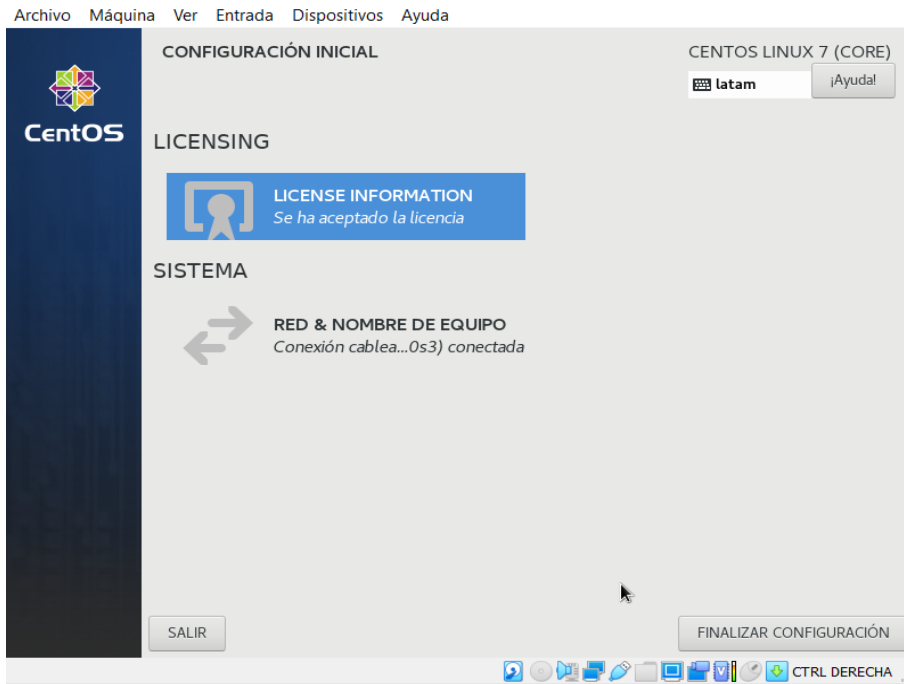 Archivo Máquina Ver Entrada Dispositivos Ayuda
CONFIGURACIÓN INICIAL
CENTOS LINUX 7 (CORE)
latam
¡Ayuda!
CentOS
LICENSING
LICENSE INFORMATION
Se ha aceptado la licencia
SISTEMA
RED & NOMBRE DE EQUIPO
Conexión cablea...0s3) conectada
SALIR
FINALIZAR CONFIGURACIÓN
CTRL DERECHA